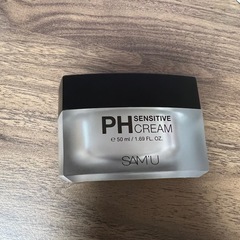 PH SENSITIVE
CREAM
℮ 50 ml / 1.69 FL. OZ.
SAM'U